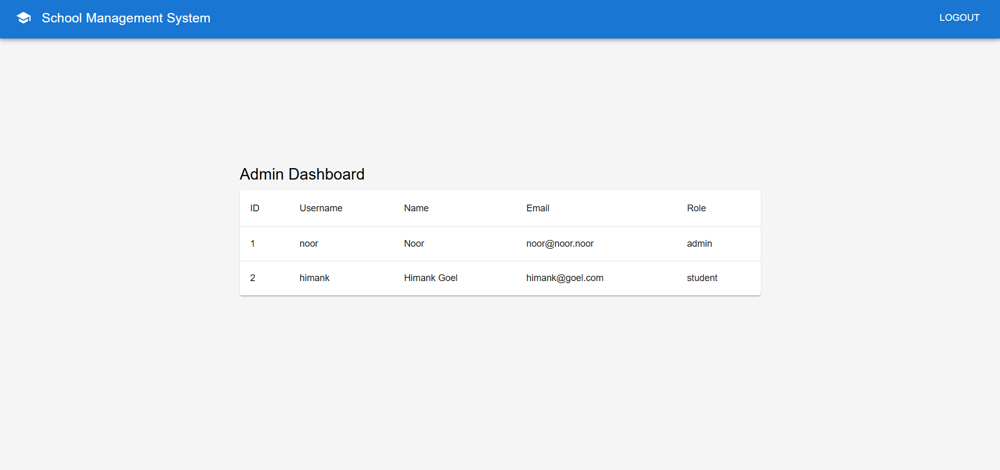 School Management System
LOGOUT
Admin Dashboard
ID Username Name Email Role
1 noor Noor noor@noor.noor admin
2 himank Himank Goel himank@goel.com student